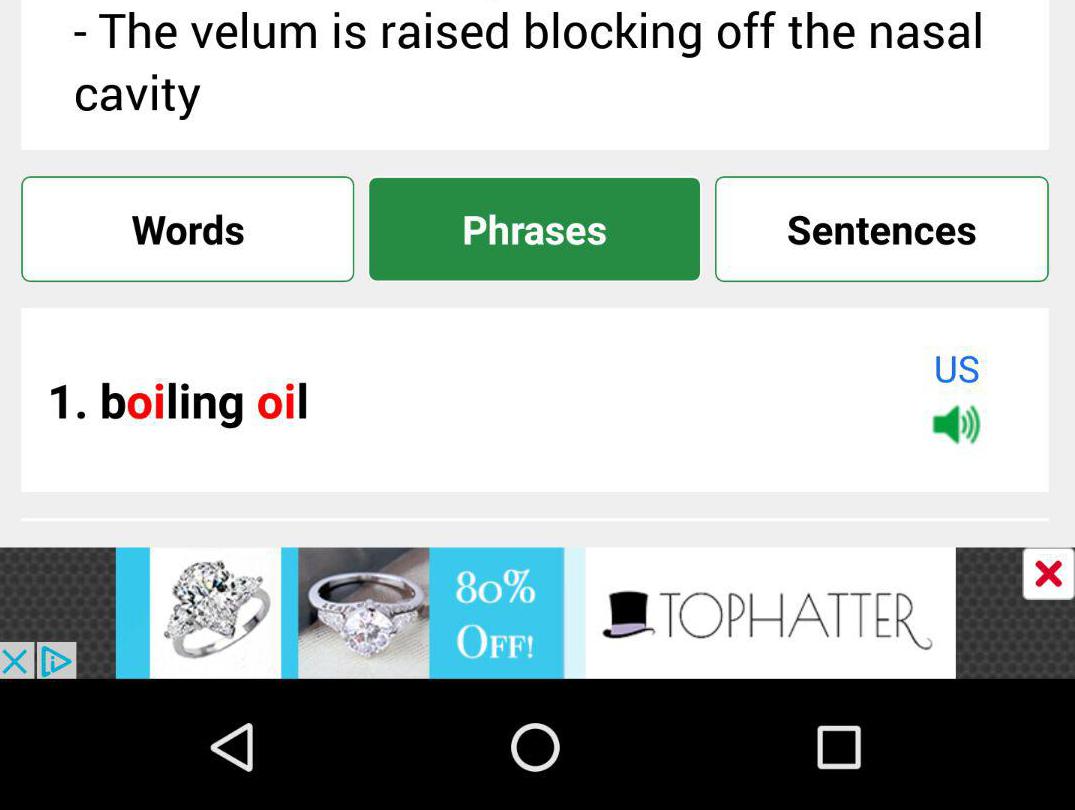 - The velum is raised blocking off the nasal
cavity
Words
Phrases
Sentences
US
1. boiling oil
80%
OFF!
TOPHATTER